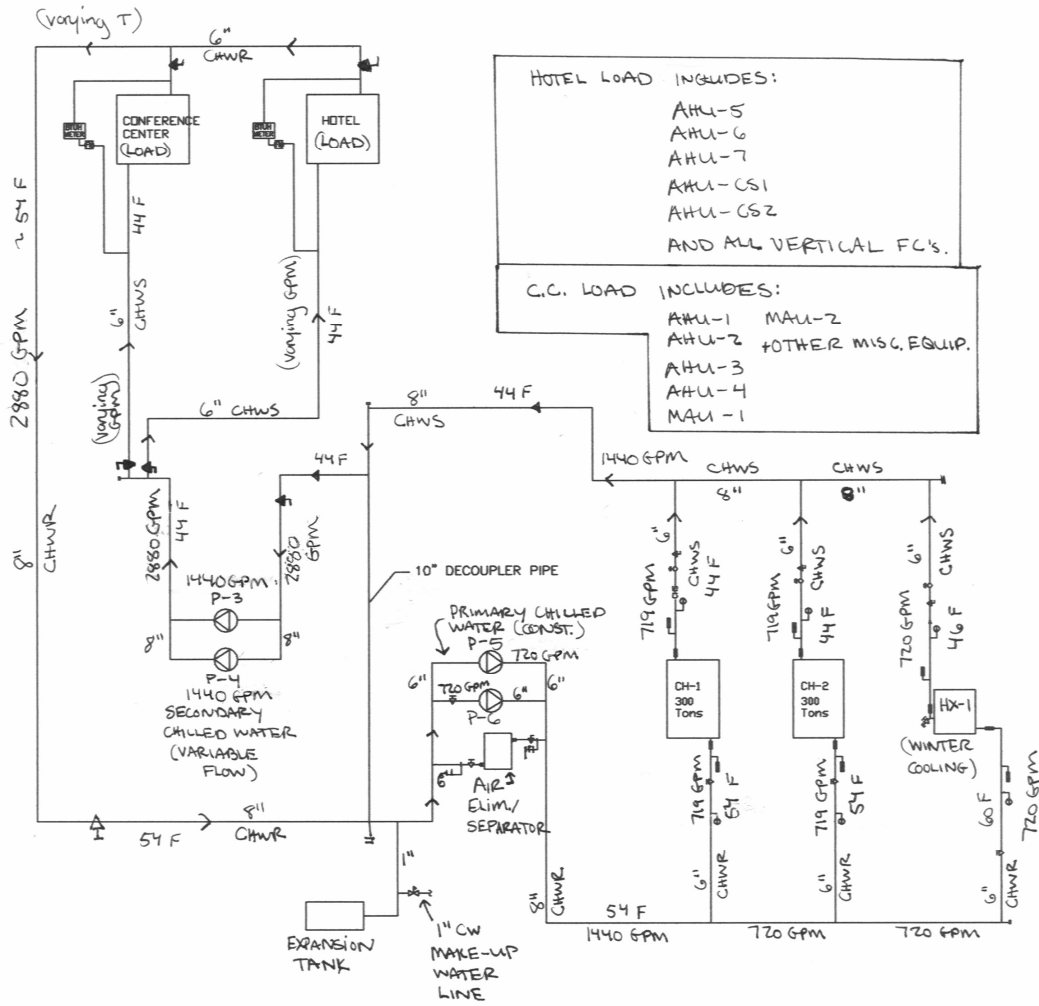 (varying T)
6"
CHWR
BTUH
METER
CONFERENCE
CENTER
(LOAD)
BTUH
METER
HOTEL
(LOAD)
HOTEL LOAD INCLUDES:
AHU-5
AHU-6
AHU-7
AHU-CS1
AHU-CS2
AND ALL VERTICAL FC's.
C.C. LOAD INCLUDES:
AHU-1 MAU-2
AHU-2 +OTHER MISC. EQUIP.
AHU-3
AHU-4
MAU-1
~ 54 F
2880 GPM
8"
CHWR
44 F
6"
CHWS
(varying
GPM)
(varying GPM)
44 F
6" CHWS
8"
CHWS
44 F
44 F
2880 GPM
44 F
2880
GPM
1440 GPM
P-3
8"
8"
P-4
1440 GPM
SECONDARY
CHILLED WATER
(VARIABLE
FLOW)
10" DECOUPLER PIPE
PRIMARY CHILLED
WATER (CONST.)
P-5
720 GPM
6"
720 GPM
6"
6"
P-6
6"
AIR
ELIM./
SEPARATOR
1440 GPM
CHWS
8"
CHWS
8"
6"
CHWS
719 GPM
44 F
6"
CHWS
719 GPM
44 F
6"
CHWS
720 GPM
46 F
CH-1
300
Tons
CH-2
300
Tons
HX-1
(WINTER
COOLING)
719 GPM
54 F
6"
CHWR
719 GPM
54 F
6"
CHWR
60 F
720 GPM
6"
CHWR
54 F
8"
CHWR
1"
EXPANSION
TANK
1" CW
MAKE-UP
WATER
LINE
8"
CHWR
54 F
1440 GPM
720 GPM
720 GPM